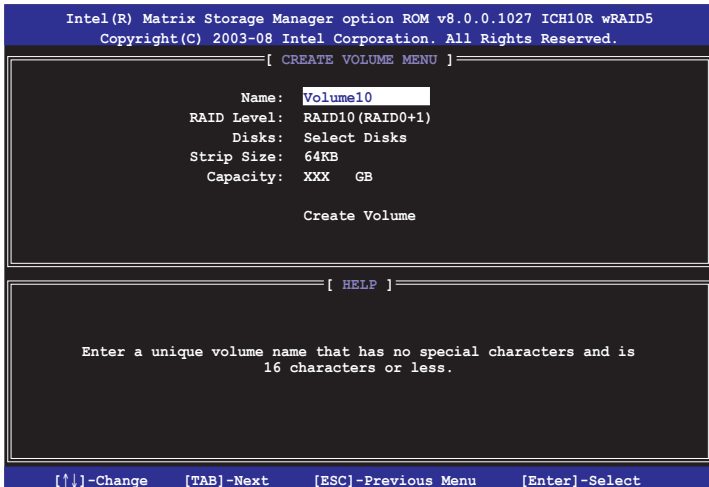 Intel(R) Matrix Storage Manager option ROM v8.0.0.1027 ICH10R wRAID5
Copyright(C) 2003-08 Intel Corporation. All Rights Reserved.
[ CREATE VOLUME MENU ]
Name: Volume10
RAID Level: RAID10(RAID0+1)
Disks: Select Disks
Strip Size: 64KB
Capacity: XXX GB
Create Volume
[ HELP ]
Enter a unique volume name that has no special characters and is
16 characters or less.
[↑↓]-Change [TAB]-Next [ESC]-Previous Menu [Enter]-Select